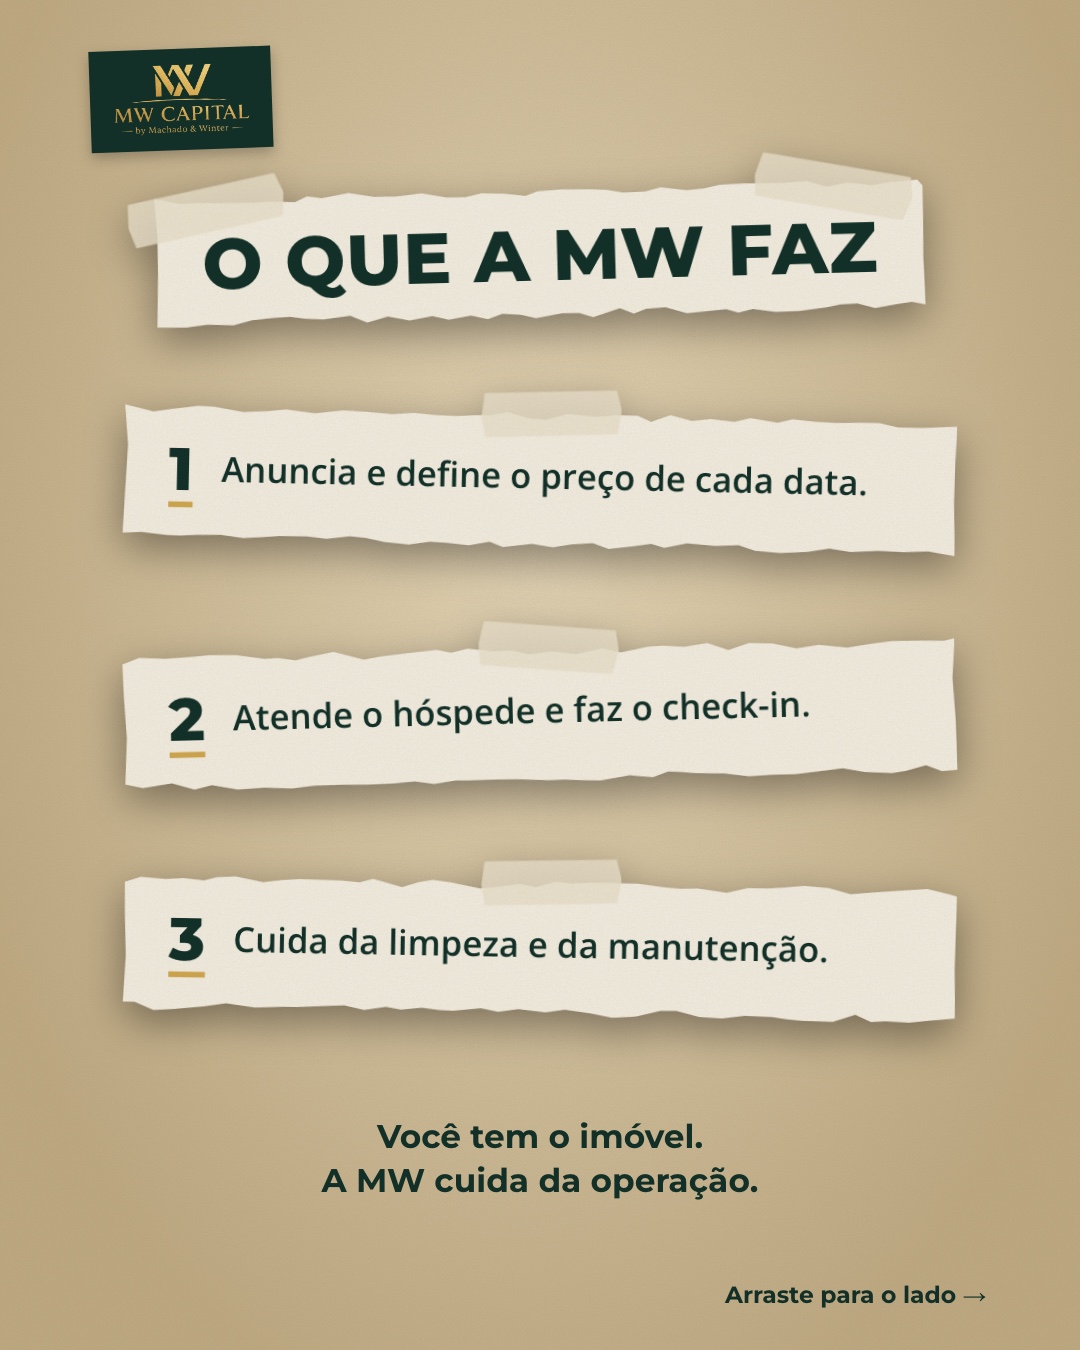 MW
MW CAPITAL
by Machado & Winter
O QUE A MW FAZ
1 Anuncia e define o preço de cada data.
2 Atende o hóspede e faz o check-in.
3 Cuida da limpeza e da manutenção.
Você tem o imóvel.
A MW cuida da operação.
Arraste para o lado →